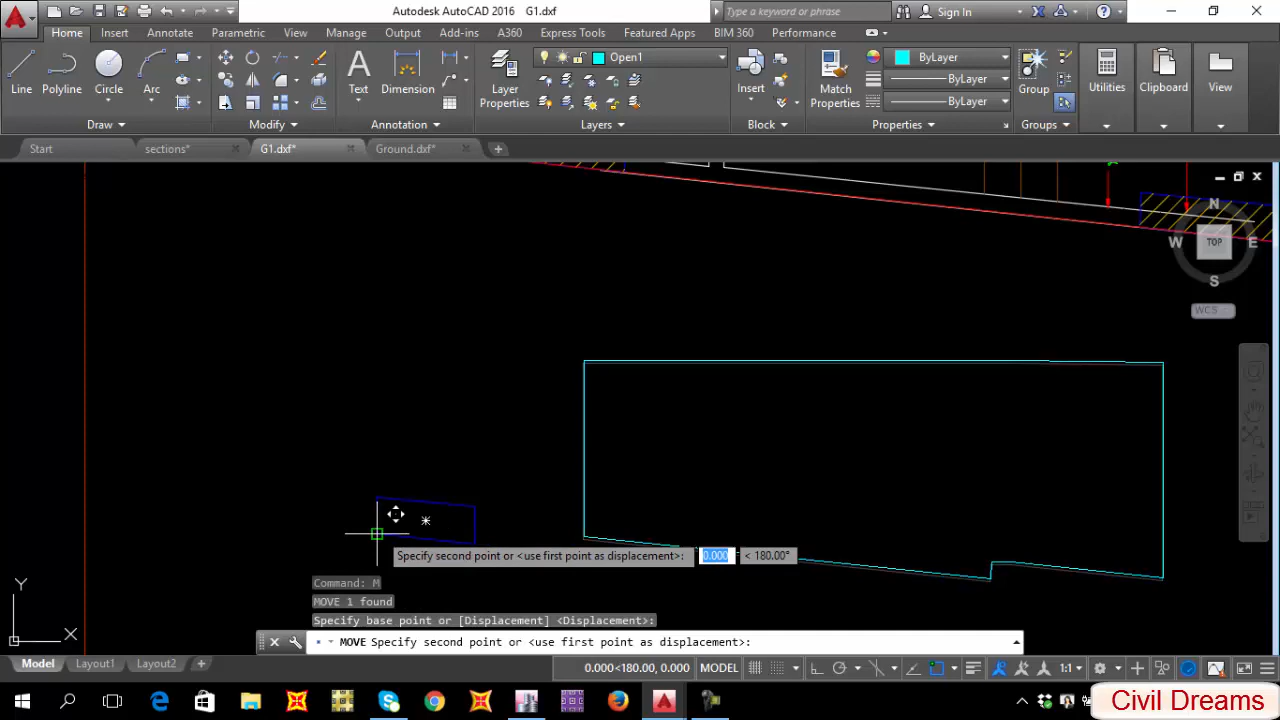 Autodesk AutoCAD 2016 G1.dxf
Type a keyword or phrase
Sign In
Home Insert Annotate Parametric View Manage Output Add-ins A360 Express Tools Featured Apps BIM 360 Performance
Line Polyline Circle Arc
Text Dimension
Layer Properties
Open1
Insert
Match Properties
ByLayer
ByLayer
ByLayer
Group
Utilities Clipboard View
Draw Modify Annotation Layers Block Properties Groups
Start sections* G1.dxf* Ground.dxf*
N
W TOP E
S
WCS
Specify second point or <use first point as displacement>: 0.000 < 180.00°
Command: M
MOVE 1 found
Specify base point or [Displacement] <Displacement>:
Y
X
MOVE Specify second point or <use first point as displacement>:
Model Layout1 Layout2
0.000<180.00, 0.000 MODEL 1:1
Civil Dreams